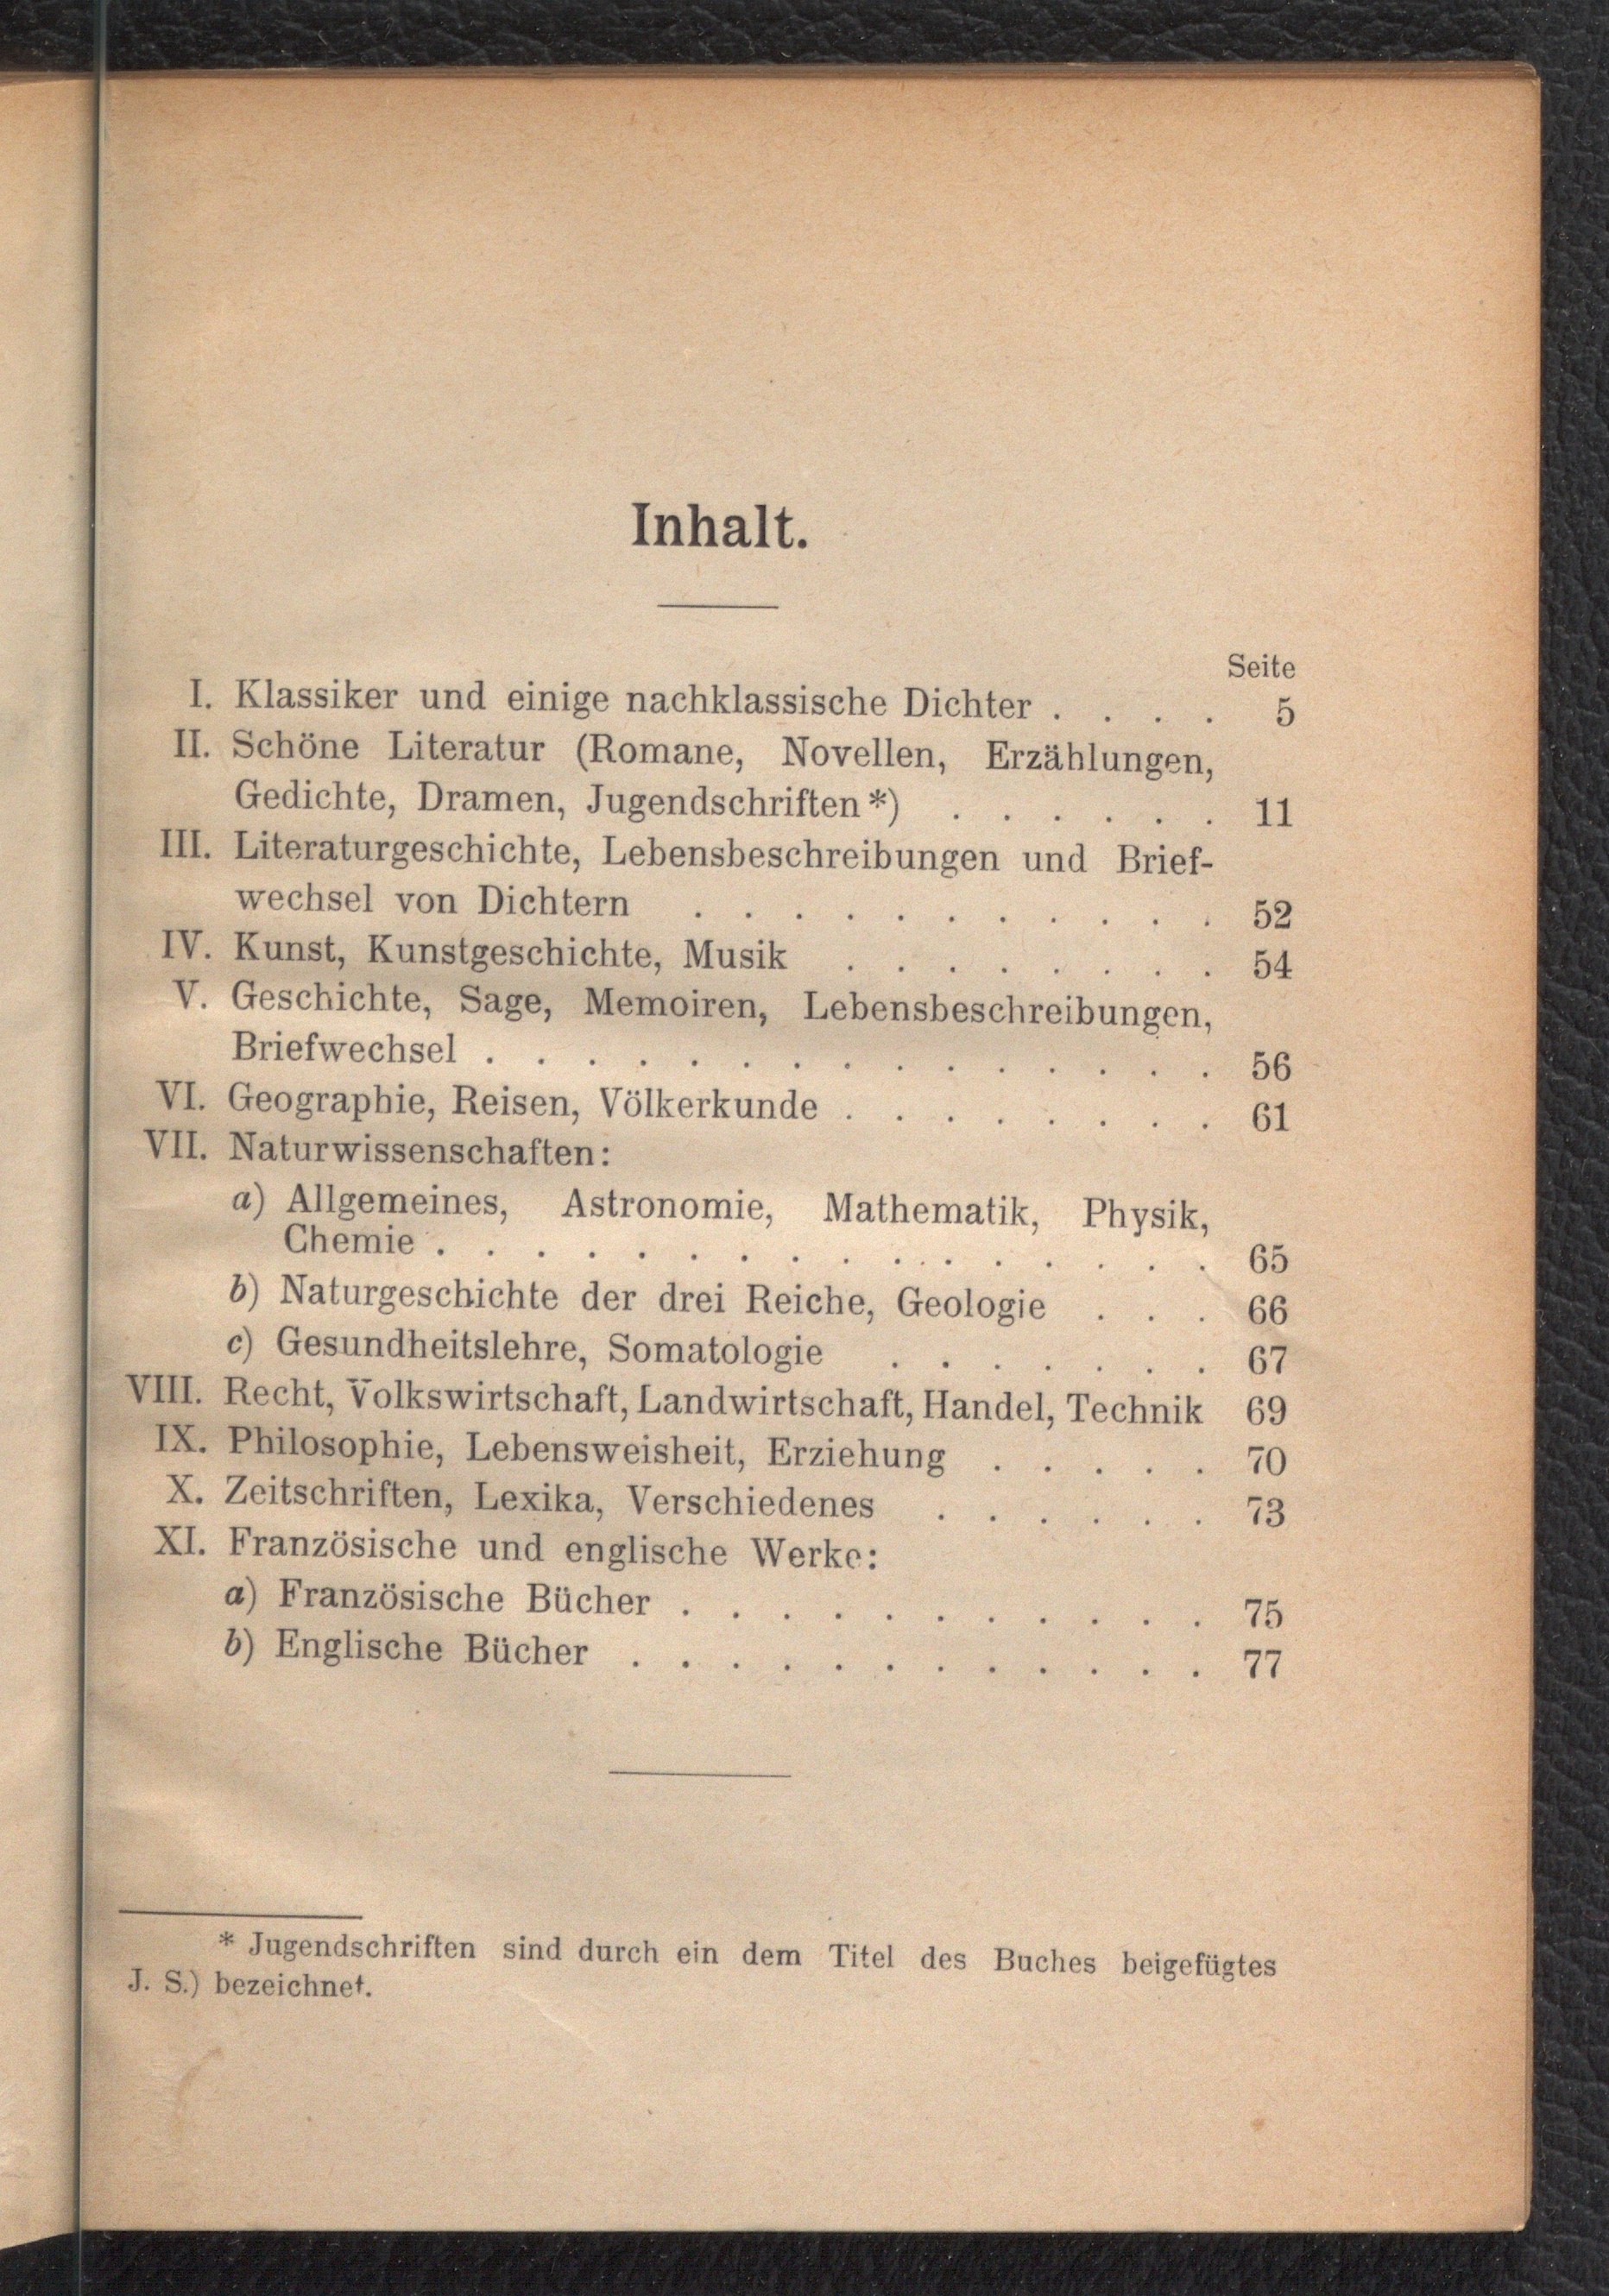 Inhalt.
Seite
I. Klassiker und einige nachklassische Dichter . . . . 5
II. Schöne Literatur (Romane, Novellen, Erzählungen,
Gedichte, Dramen, Jugendschriften*) . . . . . . 11
III. Literaturgeschichte, Lebensbeschreibungen und Brief-
wechsel von Dichtern . . . . . . . . . . . 52
IV. Kunst, Kunstgeschichte, Musik . . . . . . . . 54
V. Geschichte, Sage, Memoiren, Lebensbeschreibungen,
Briefwechsel . . . . . . . . . . . . . . . 56
VI. Geographie, Reisen, Völkerkunde . . . . . . . . 61
VII. Naturwissenschaften:
a) Allgemeines, Astronomie, Mathematik, Physik,
Chemie . . . . . . . . . . . . . . . . 65
b) Naturgeschichte der drei Reiche, Geologie . . . 66
c) Gesundheitslehre, Somatologie . . . . . . . 67
VIII. Recht, Volkswirtschaft, Landwirtschaft, Handel, Technik 69
IX. Philosophie, Lebensweisheit, Erziehung . . . . . 70
X. Zeitschriften, Lexika, Verschiedenes . . . . . . 73
XI. Französische und englische Werke:
a) Französische Bücher . . . . . . . . . . . 75
b) Englische Bücher . . . . . . . . . . . . 77
* Jugendschriften sind durch ein dem Titel des Buches beigefügtes
J. S.) bezeichnet.